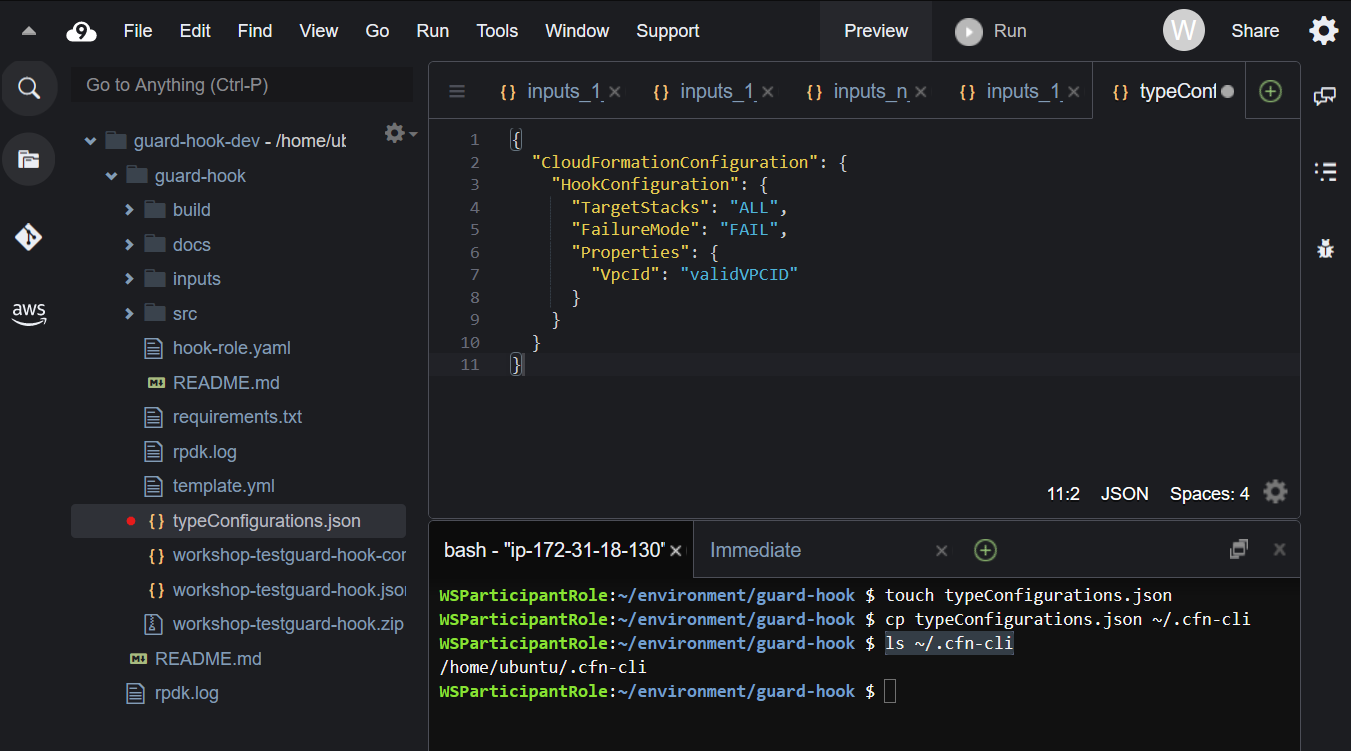 9 File Edit Find View Go Run Tools Window Support Preview Run W Share
Go to Anything (Ctrl-P)
guard-hook-dev - /home/ub
guard-hook
build
docs
inputs
src
hook-role.yaml
README.md
requirements.txt
rpdk.log
template.yml
{} typeConfigurations.json
{} workshop-testguard-hook-cor
{} workshop-testguard-hook.json
workshop-testguard-hook.zip
README.md
rpdk.log
aws
{} inputs_1 {} inputs_1 {} inputs_n {} inputs_1 {} typeConf
1 {
2 "CloudFormationConfiguration": {
3 "HookConfiguration": {
4 "TargetStacks": "ALL",
5 "FailureMode": "FAIL",
6 "Properties": {
7 "VpcId": "validVPCID"
8 }
9 }
10 }
11 }
11:2 JSON Spaces: 4
bash - "ip-172-31-18-130" Immediate
WSParticipantRole:~/environment/guard-hook $ touch typeConfigurations.json
WSParticipantRole:~/environment/guard-hook $ cp typeConfigurations.json ~/.cfn-cli
WSParticipantRole:~/environment/guard-hook $ ls ~/.cfn-cli
/home/ubuntu/.cfn-cli
WSParticipantRole:~/environment/guard-hook $